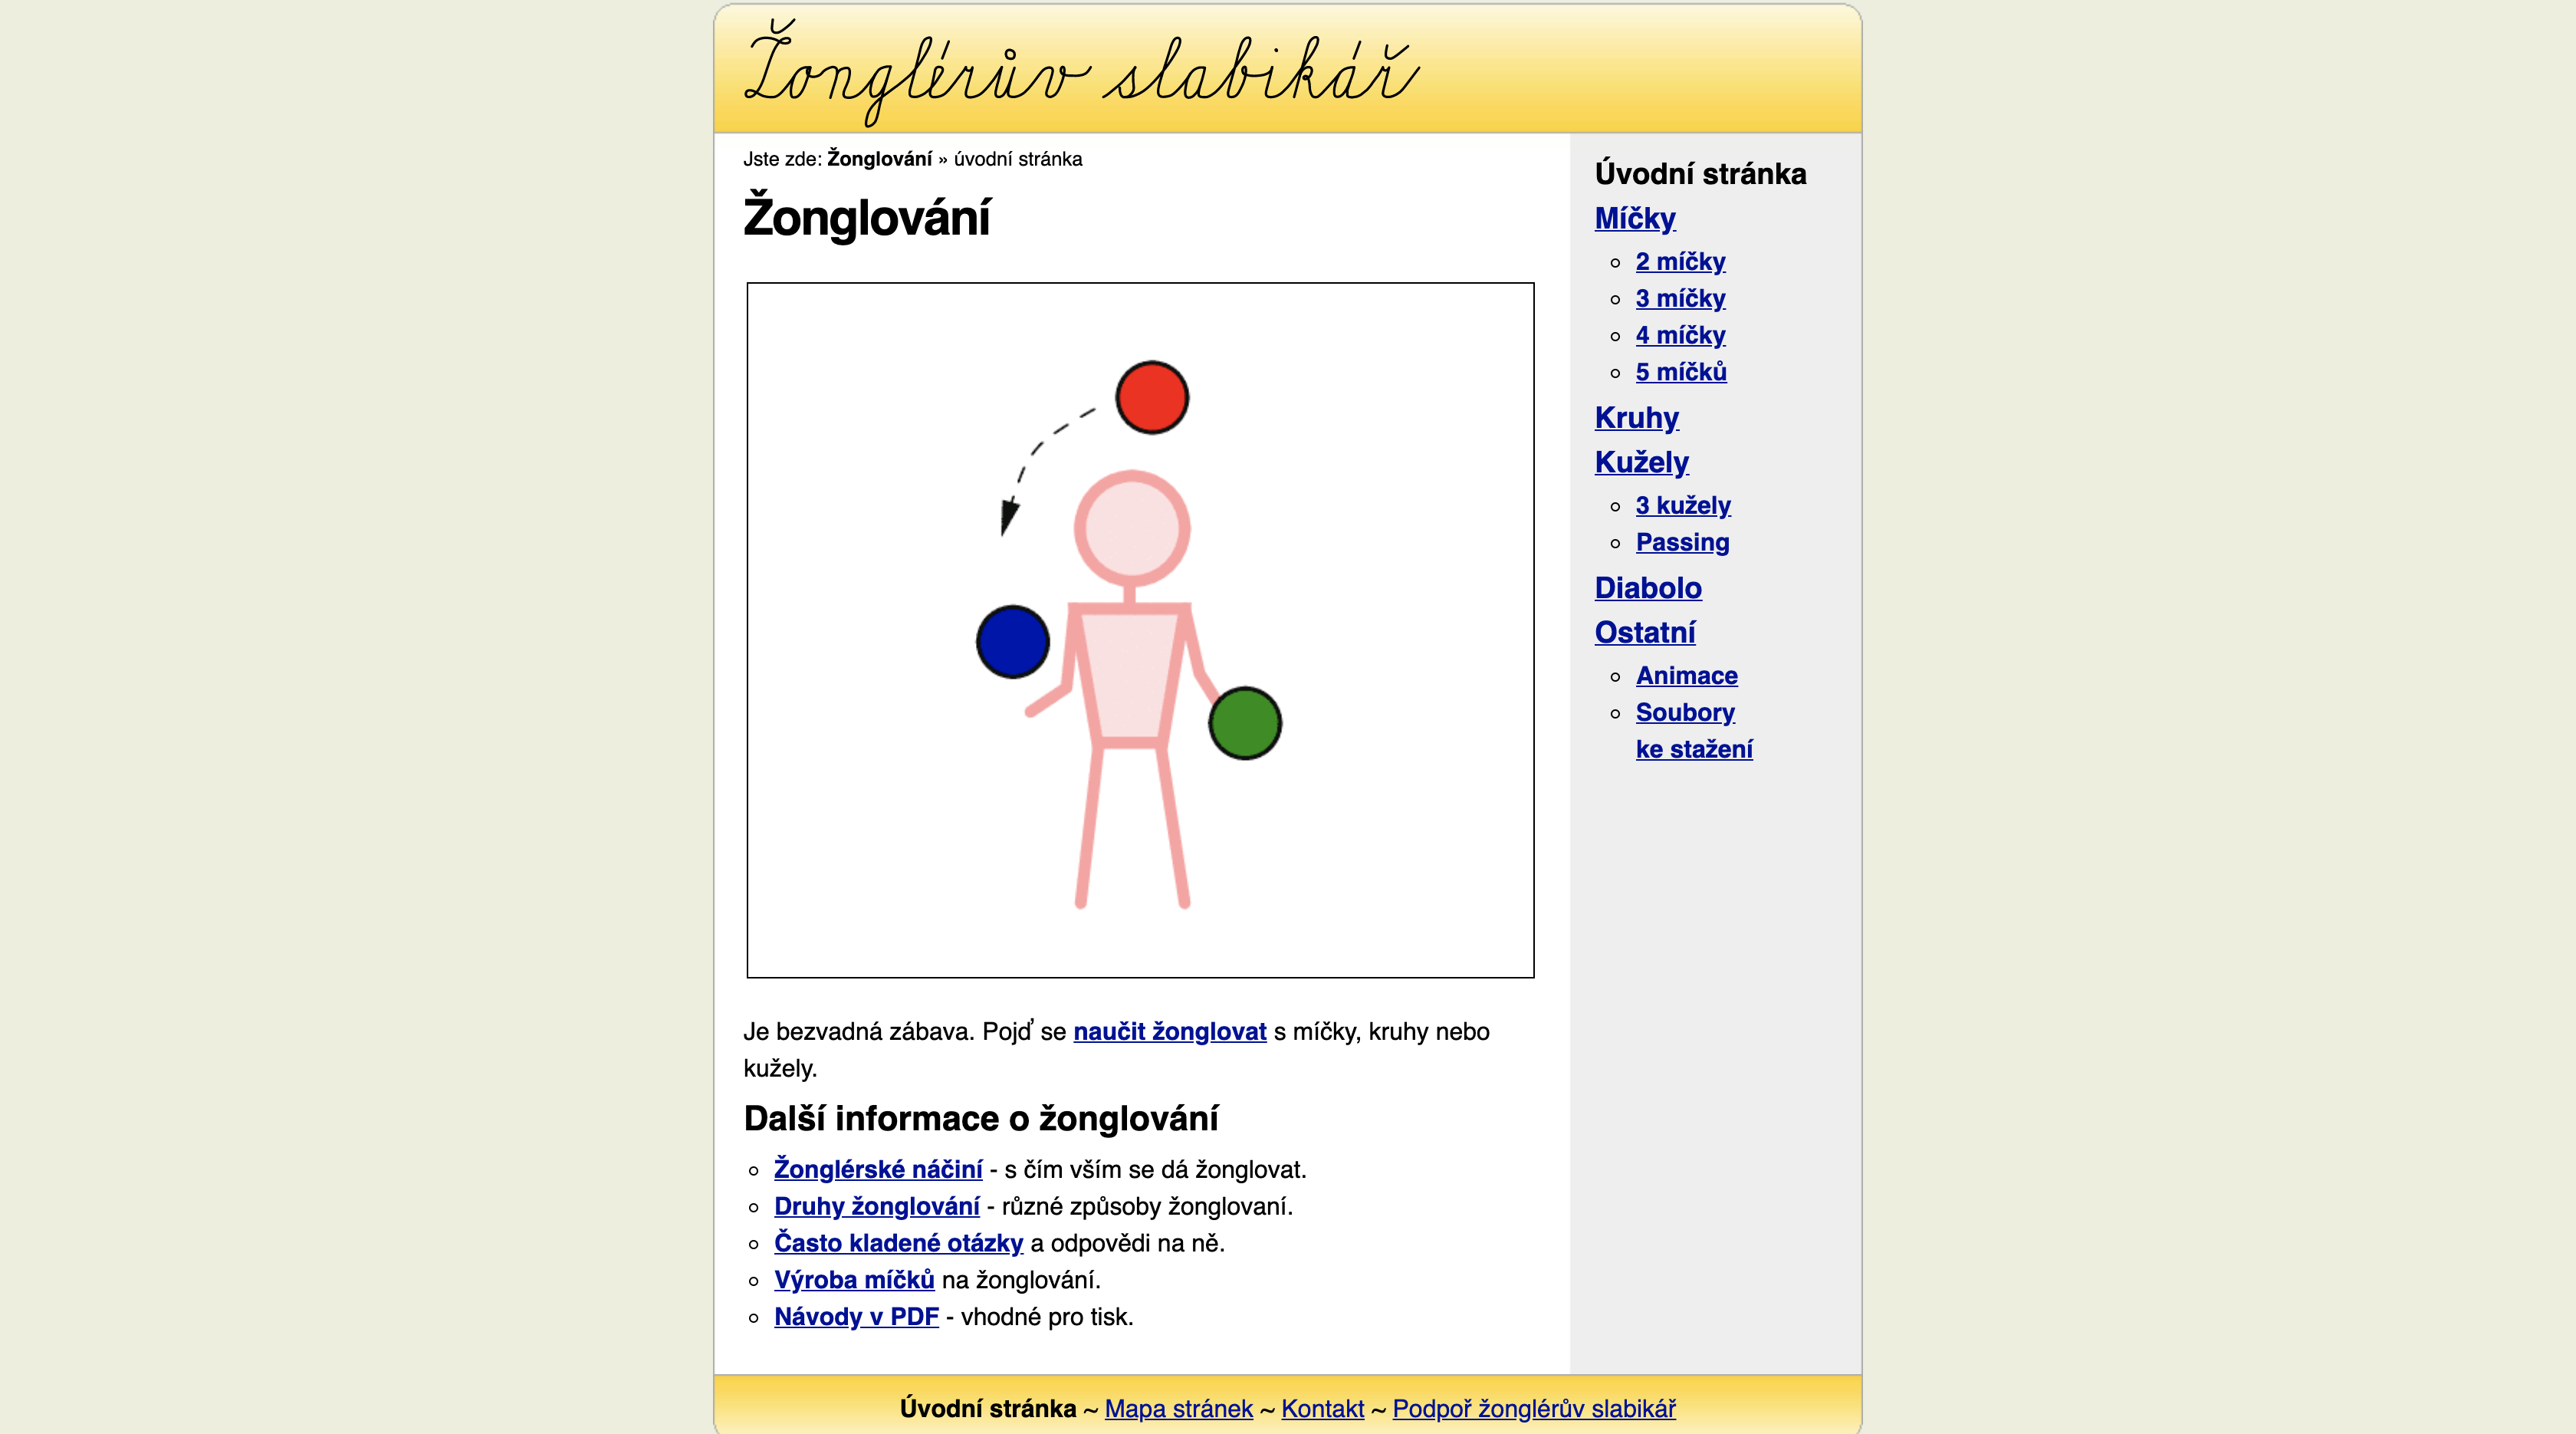 Žonglérův slabikář
Jste zde: Žonglování » úvodní stránka
Žonglování
Je bezvadná zábava. Pojď se naučit žonglovat s míčky, kruhy nebo
kužely.
Další informace o žonglování
Žonglérské náčiní - s čím vším se dá žonglovat.
Druhy žonglování - různé způsoby žonglovaní.
Často kladené otázky a odpovědi na ně.
Výroba míčků na žonglování.
Návody v PDF - vhodné pro tisk.
Úvodní stránka
Míčky
2 míčky
3 míčky
4 míčky
5 míčků
Kruhy
Kužely
3 kužely
Passing
Diabolo
Ostatní
Animace
Soubory
ke stažení
Úvodní stránka ~ Mapa stránek ~ Kontakt ~ Podpoř žonglérův slabikář